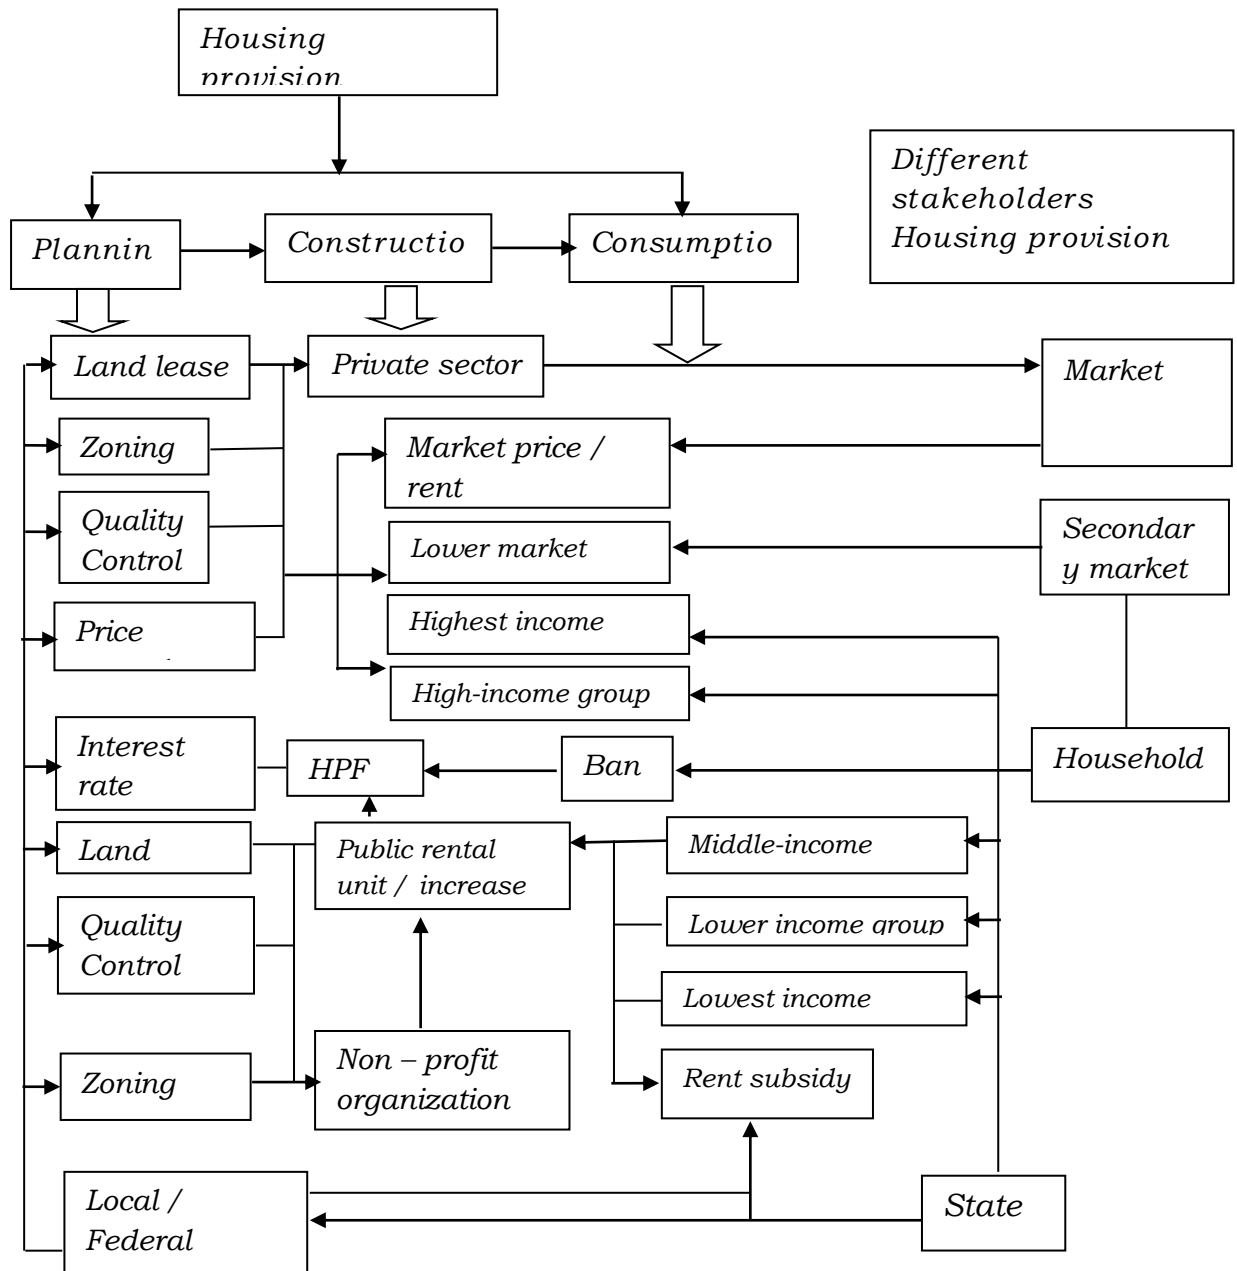 Housing
provision
Different
stakeholders
Housing provision
Plannin
Constructio
Consumptio
Land lease
Private sector
Market
Zoning
Market price /
rent
Quality
Control
Lower market
Secondar
y market
Price
Highest income
High-income group
Interest
rate
HPF
Ban
Household
Land
Public rental
unit / increase
Middle-income
Quality
Control
Lower income group
Lowest income
Zoning
Non – profit
organization
Rent subsidy
Local /
Federal
State